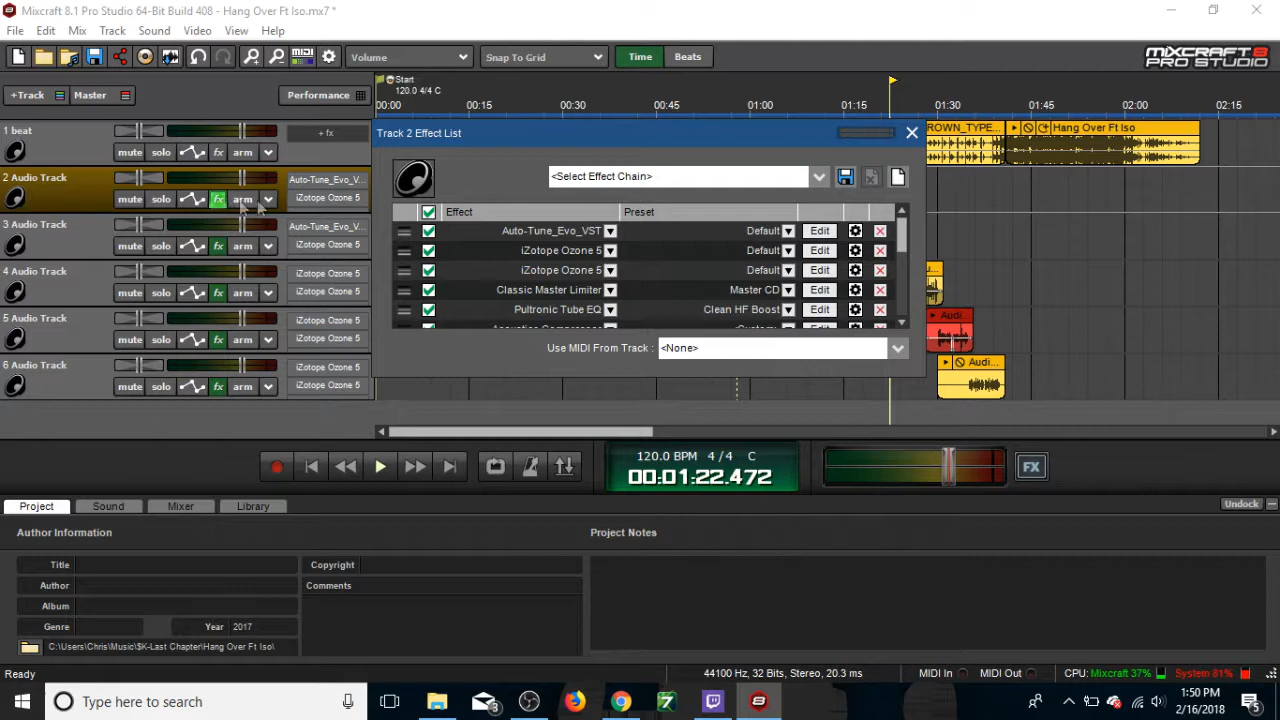 Mixcraft 8.1 Pro Studio 64-Bit Build 408 - Hang Over Ft Iso.mx7 *
File Edit Mix Track Sound Video View Help
midi Volume Snap To Grid Time Beats MIXCRAFT 8 PRO STUDIO
+Track Master Performance
Start
120.0 4/4 C
00:00 00:15 00:30 00:45 01:00 01:15 01:30 01:45 02:00 02:15
1 beat
mute solo fx arm + fx
ROWN_TYPE... Hang Over Ft Iso
Track 2 Effect List
2 Audio Track
mute solo fx arm
Auto-Tune_Evo_V...
iZotope Ozone 5
3 Audio Track
mute solo fx arm
Auto-Tune_Evo_V...
iZotope Ozone 5
4 Audio Track
mute solo fx arm
iZotope Ozone 5
iZotope Ozone 5
5 Audio Track
mute solo fx arm
iZotope Ozone 5
iZotope Ozone 5
6 Audio Track
mute solo fx arm
iZotope Ozone 5
iZotope Ozone 5
<Select Effect Chain>
Effect Preset
Auto-Tune_Evo_VST Default Edit
iZotope Ozone 5 Default Edit
iZotope Ozone 5 Default Edit
Classic Master Limiter Master CD Edit
Pultronic Tube EQ Clean HF Boost Edit
Use MIDI From Track : <None>
Audi
Audi...
120.0 BPM 4/4 C
00:01:22.472
FX
Project Sound Mixer Library Undock
Author Information
Project Notes
Title
Author
Album
Genre Year 2017
Copyright
Comments
C:\Users\Chris\Music\$K-Last Chapter\Hang Over Ft Iso\
Ready 44100 Hz, 32 Bits, Stereo, 20.3 ms MIDI In MIDI Out CPU: Mixcraft 37% System 81%
Type here to search
3
1:50 PM
2/16/2018
5